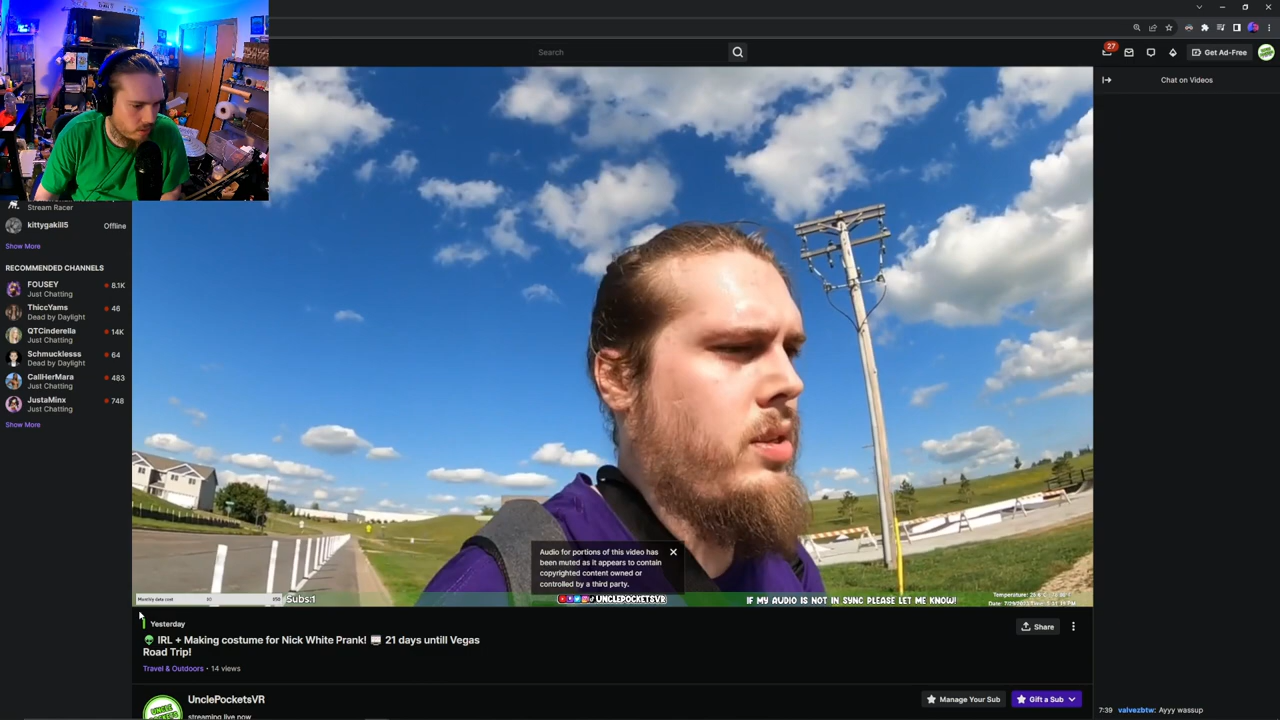 Search
27
Get Ad-Free
Chat on Videos
Stream Racer
kittygakill5
Offline
Show More
RECOMMENDED CHANNELS
FOUSEY
8.1K
Just Chatting
ThiccYams
46
Dead by Daylight
QTCinderella
14K
Just Chatting
Schmucklesss
64
Dead by Daylight
CallHerMara
483
Just Chatting
JustaMinx
748
Just Chatting
Show More
Audio for portions of this video has
been muted as it appears to contain
copyrighted content owned or
controlled by a third party.
Monthly data cost
Subs:1
UNCLEPOCKETSVR
IF MY AUDIO IS NOT IN SYNC PLEASE LET ME KNOW!
Yesterday
IRL + Making costume for Nick White Prank! 21 days untill Vegas
Road Trip!
Share
Travel & Outdoors • 14 views
UNCLE
POCKETS
UnclePocketsVR
streaming live now
Manage Your Sub
Gift a Sub
7:39 valvezbtw: Ayyy wassup